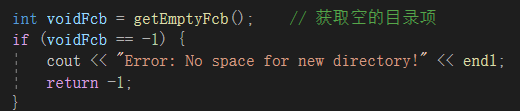 int voidFcb = getEmptyFcb();    // 获取空的目录项
if (voidFcb == -1) {
    cout << "Error: No space for new directory!" << endl;
    return -1;
}